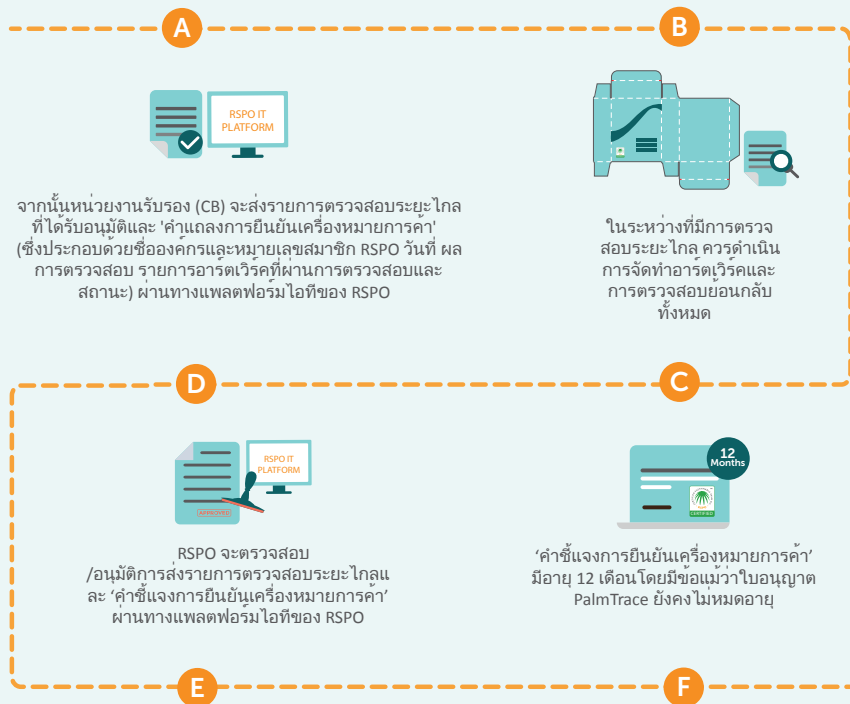 A
B
RSPO IT
PLATFORM
จากนั้นหน่วยงานรับรอง (CB) จะส่งรายการตรวจสอบระยะไกล
ที่ได้รับอนุมัติและ 'คำแถลงการยืนยันเครื่องหมายการค้า'
(ซึ่งประกอบด้วยชื่อองค์กรและหมายเลขสมาชิก RSPO วันที่ ผล
การตรวจสอบ รายการอาร์ตเวิร์คที่ผ่านการตรวจสอบและ
สถานะ) ผ่านทางแพลตฟอร์มไอทีของ RSPO
ในระหว่างที่มีการตรวจ
สอบระยะไกล ควรดำเนิน
การจัดทำอาร์ตเวิร์คและ
การตรวจสอบย้อนกลับ
ทั้งหมด
D
C
RSPO IT
PLATFORM
APPROVED
RSPO จะตรวจสอบ
/อนุมัติการส่งรายการตรวจสอบระยะไกลแ
ละ ‘คำชี้แจงการยืนยันเครื่องหมายการค้า’
ผ่านทางแพลตฟอร์มไอทีของ RSPO
12
Months
CERTIFIED
‘คำชี้แจงการยืนยันเครื่องหมายการค้า’
มีอายุ 12 เดือนโดยมีข้อแม้ว่าใบอนุญาต
PalmTrace ยังคงไม่หมดอายุ
E
F